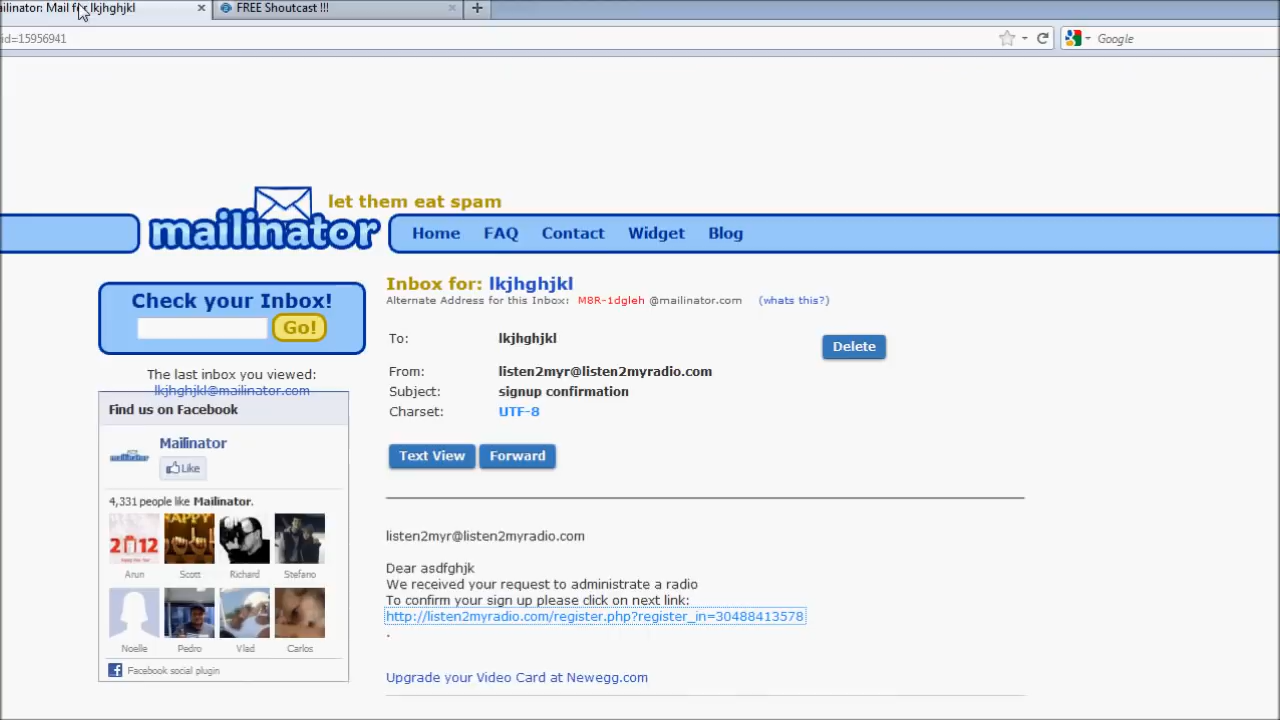 ailinator: Mail for lkjhghjkl
FREE Shoutcast !!!
id=15956941
Google
let them eat spam
mailinator
Home FAQ Contact Widget Blog
Check your Inbox!
Go!
The last inbox you viewed:
lkjhghjkl@mailinator.com
Find us on Facebook
Mailinator
Like
4,331 people like Mailinator.
HAPPY
2012
Arun Scott Richard Stefano
Noelle Pedro Vlad Carlos
Facebook social plugin
Inbox for: lkjhghjkl
Alternate Address for this Inbox: M8R-1dgleh @mailinator.com (whats this?)
To: lkjhghjkl
Delete
From: listen2myr@listen2myradio.com
Subject: signup confirmation
Charset: UTF-8
Text View Forward
listen2myr@listen2myradio.com
Dear asdfghjk
We received your request to administrate a radio
To confirm your sign up please click on next link:
http://listen2myradio.com/register.php?register_in=30488413578
.
Upgrade your Video Card at Newegg.com